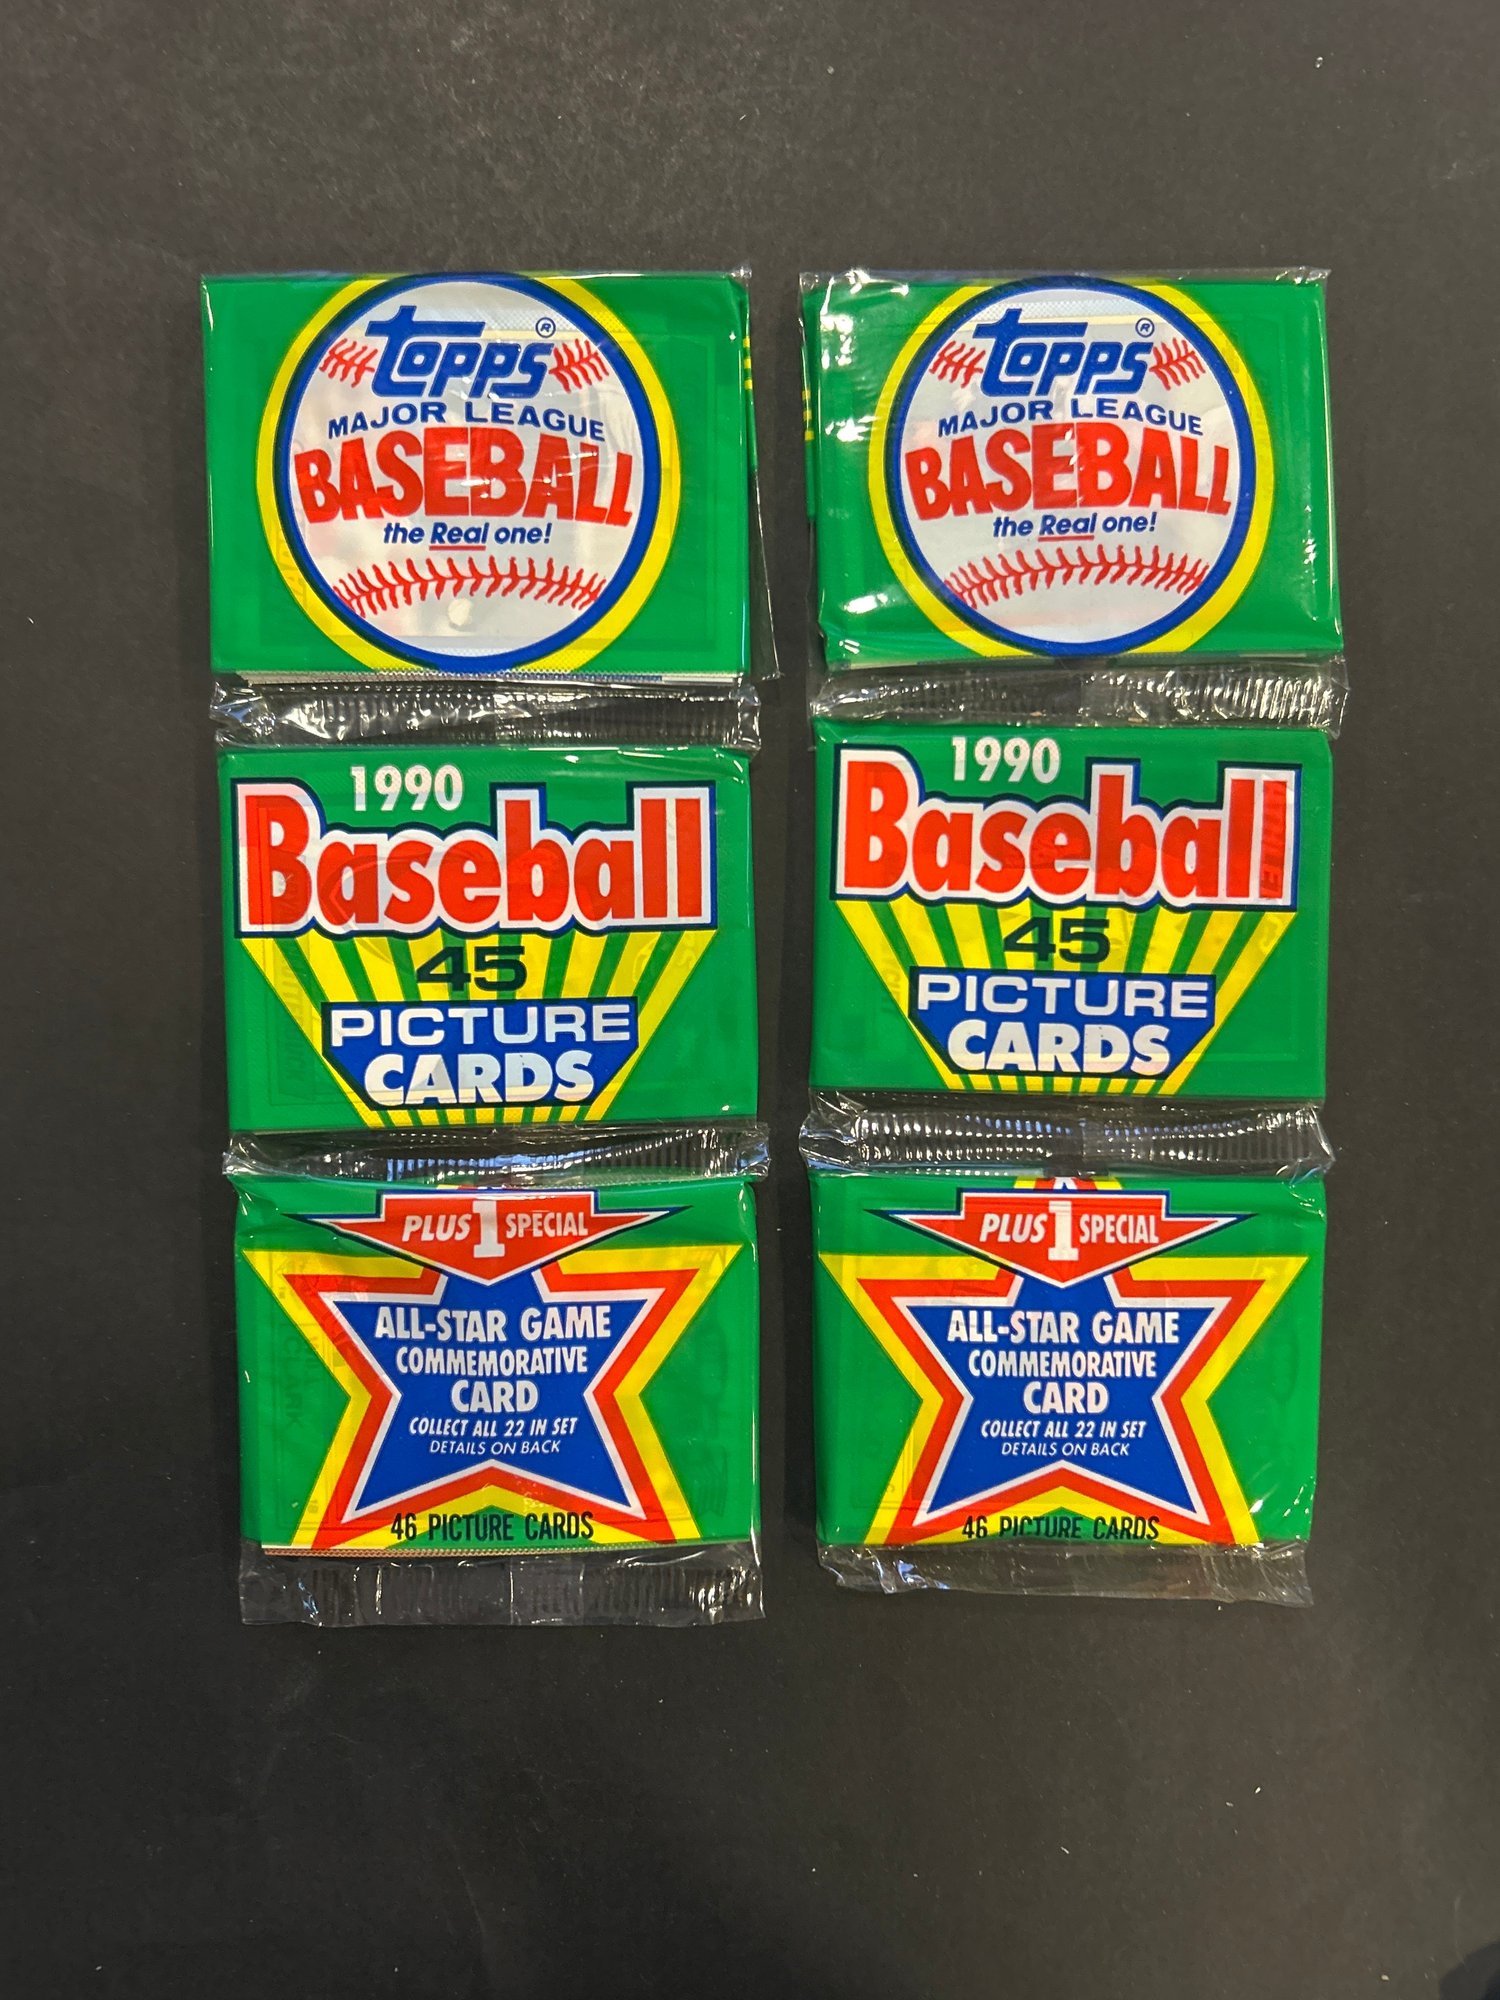 topps®
MAJOR LEAGUE
BASEBALL
the Real one!
1990
Baseball
45
PICTURE
CARDS
PLUS 1 SPECIAL
ALL-STAR GAME
COMMEMORATIVE
CARD
COLLECT ALL 22 IN SET
DETAILS ON BACK
46 PICTURE CARDS
topps®
MAJOR LEAGUE
BASEBALL
the Real one!
1990
Baseball
45
PICTURE
CARDS
PLUS 1 SPECIAL
ALL-STAR GAME
COMMEMORATIVE
CARD
COLLECT ALL 22 IN SET
DETAILS ON BACK
46 PICTURE CARDS